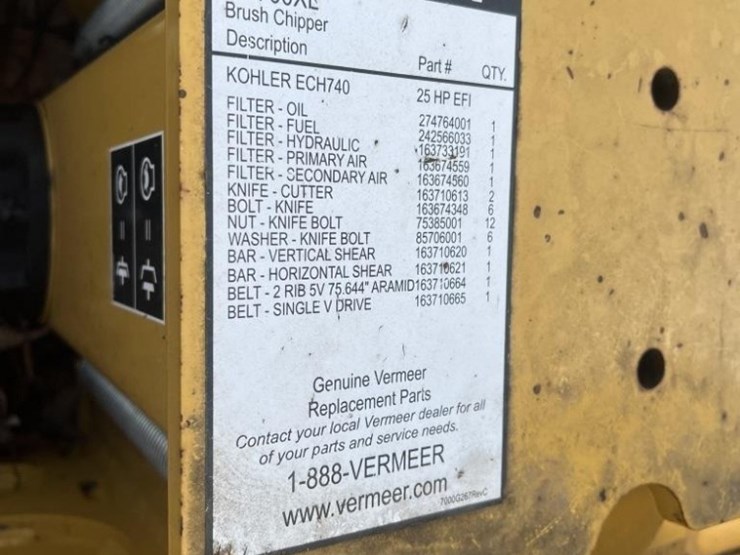 Brush Chipper
Description Part # QTY.
KOHLER ECH740 25 HP EFI
FILTER - OIL 274764001 1
FILTER - FUEL 242566033 1
FILTER - HYDRAULIC 163733191 1
FILTER - PRIMARY AIR 163674559 1
FILTER - SECONDARY AIR 163674560 1
KNIFE - CUTTER 163710613 2
BOLT - KNIFE 163674348 6
NUT - KNIFE BOLT 75385001 12
WASHER - KNIFE BOLT 85706001 6
BAR - VERTICAL SHEAR 163710620 1
BAR - HORIZONTAL SHEAR 163710621 1
BELT - 2 RIB 5V 75.644" ARAMID 163710664 1
BELT - SINGLE V DRIVE 163710665 1
Genuine Vermeer
Replacement Parts
Contact your local Vermeer dealer for all
of your parts and service needs.
1-888-VERMEER
www.vermeer.com